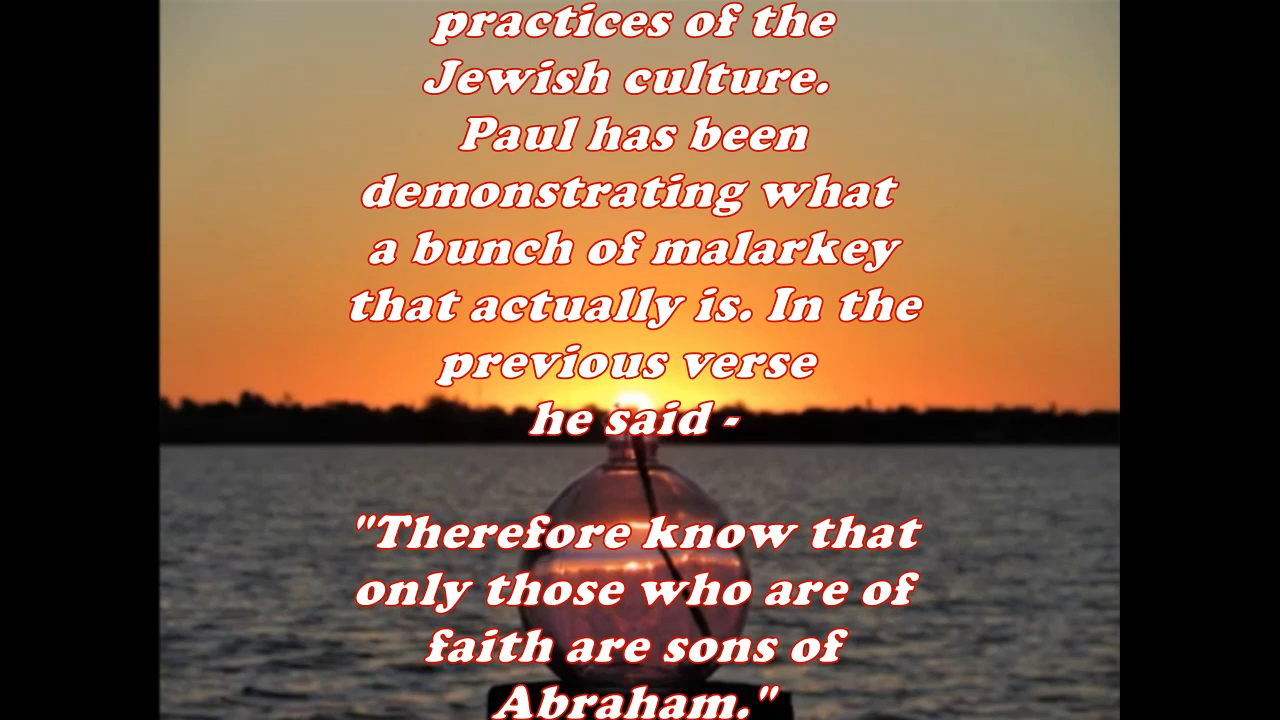 practices of the
Jewish culture.
Paul has been
demonstrating what
a bunch of malarkey
that actually is. In the
previous verse
he said -
"Therefore know that
only those who are of
faith are sons of
Abraham."